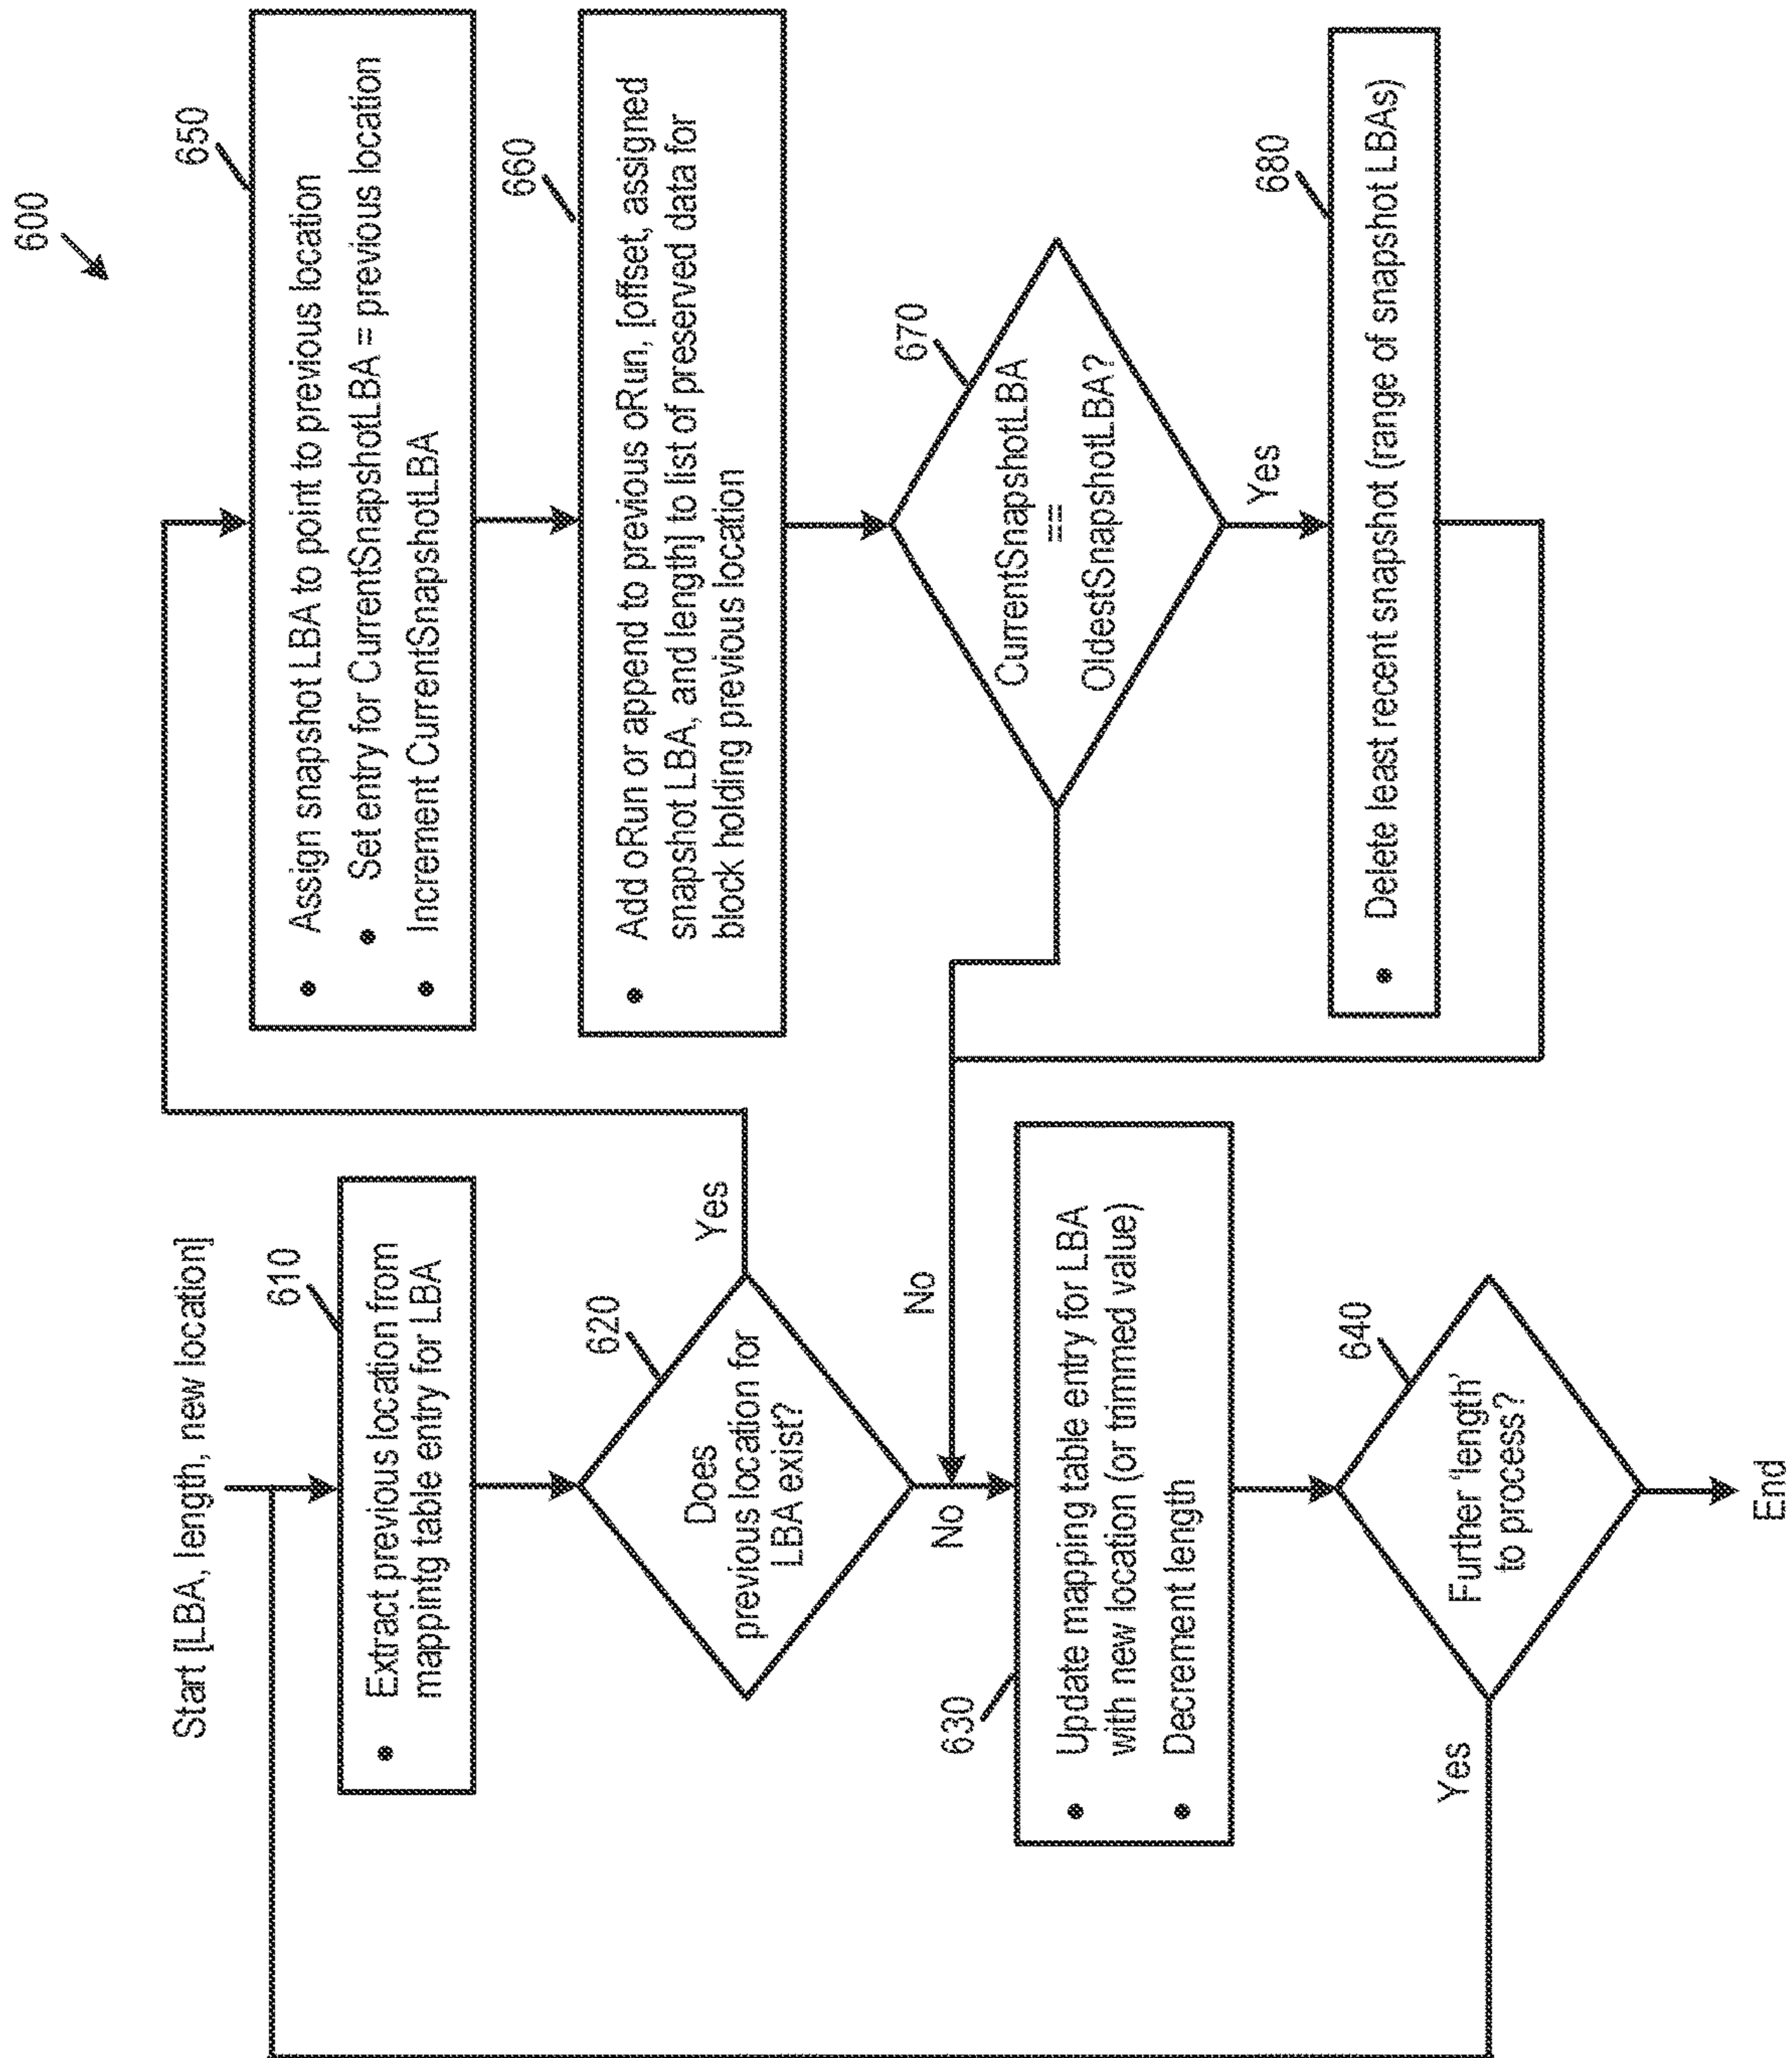 600
Start [LBA, length, new location]
610
• Extract previous location from
mappintg table entry for LBA
620
Does
previous location for
LBA exist?
Yes
No
630
• Update mapping table entry for LBA
with new location (or trimmed value)
• Decrement length
640
Further 'length'
to process?
Yes
End
650
• Assign snapshot LBA to point to previous location
• Set entry for CurrentSnapshotLBA = previous location
• Increment CurrentSnapshotLBA
660
• Add oRun or append to previous oRun, [offset, assigned
snapshot LBA, and length] to list of preserved data for
block holding previous location
670
CurrentSnapshotLBA
==
OldestSnapshotLBA?
No
Yes
680
• Delete least recent snapshot (range of snapshot LBAs)